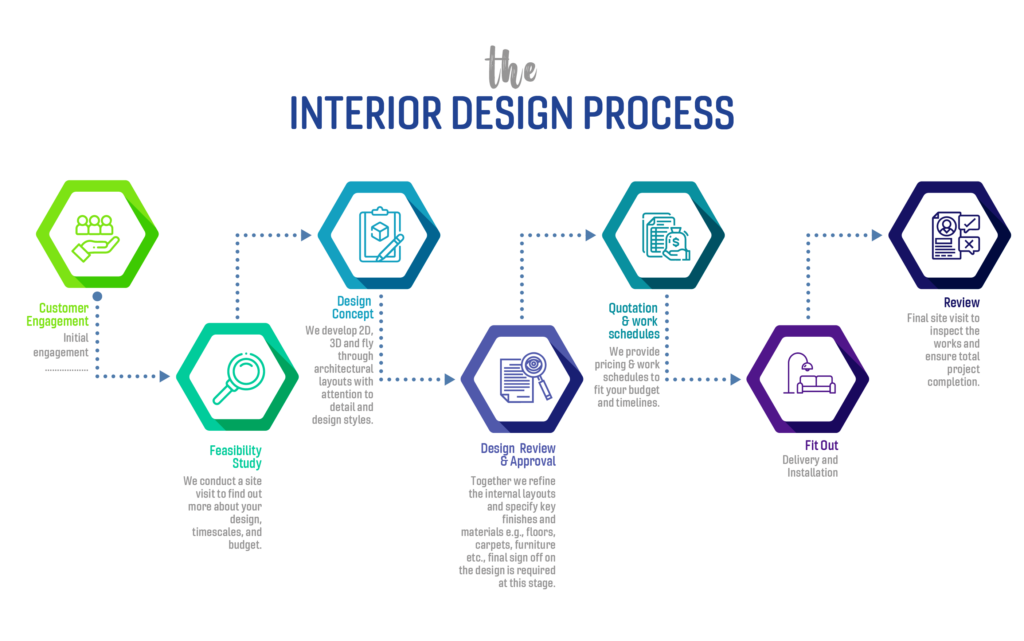 the
INTERIOR DESIGN PROCESS
Customer
Engagement
Initial
engagement
..................
Feasibility
Study
We conduct a site
visit to find out
more about your
design,
timescales, and
budget.
Design
Concept
We develop 2D,
3D and fly
through
architectural
layouts with
attention to
detail and
design styles.
Design Review
& Approval
Together we refine
the internal layouts
and specify key
finishes and
materials e.g., floors,
carpets, furniture
etc., final sign off on
the design is required
at this stage.
Quotation
& work
schedules
We provide
pricing & work
schedules to
fit your budget
and timelines.
Fit Out
Delivery and
Installation
Review
Final site visit to
inspect the
works and
ensure total
project
completion.